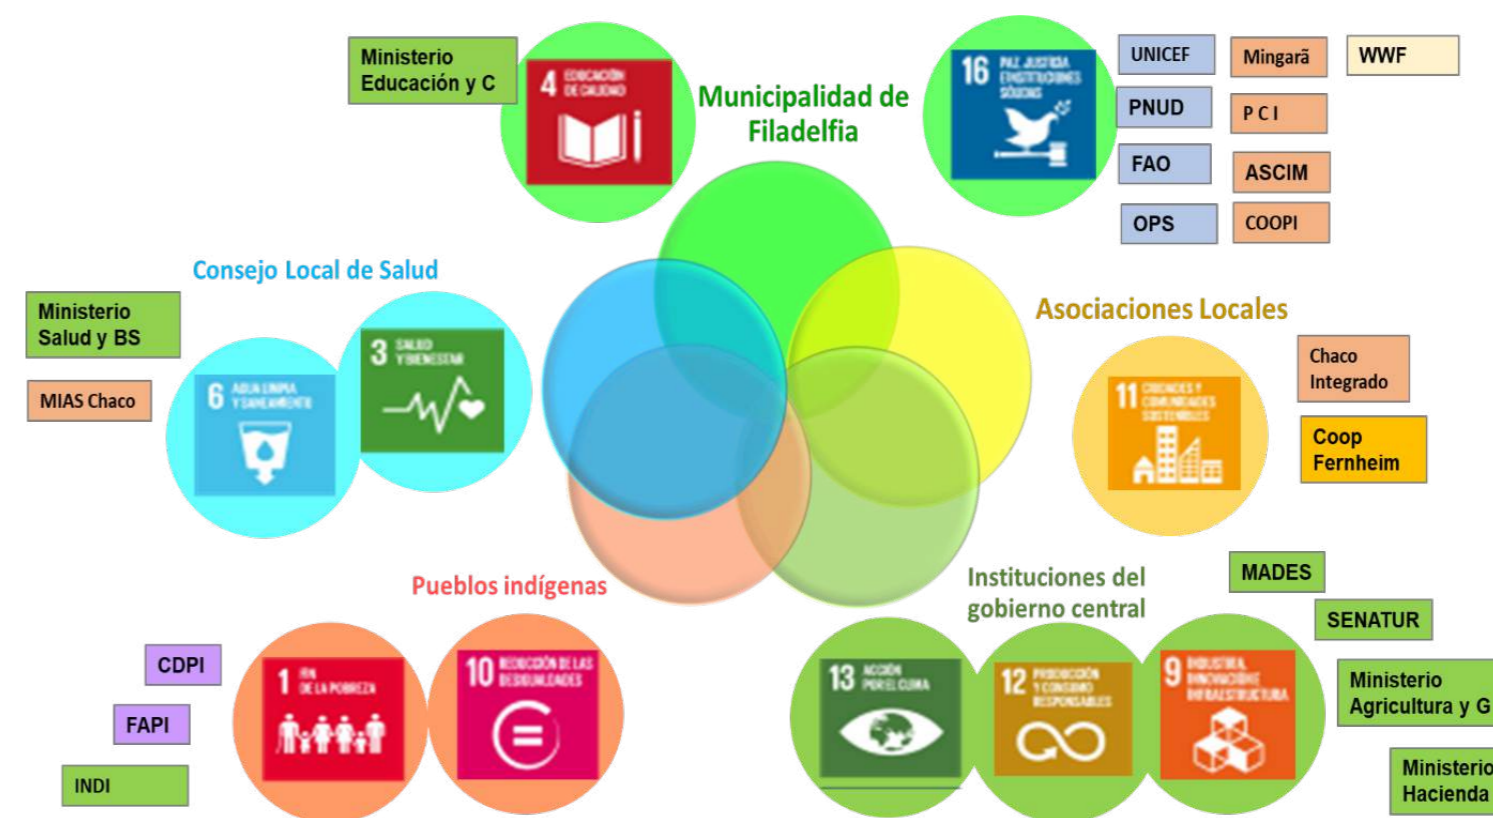 Ministerio
Educación y C
4 EDUCACIÓN
DE CALIDAD
Municipalidad de
Filadelfia
16 PAZ, JUSTICIA
E INSTITUCIONES
SÓLIDAS
UNICEF
Mingarã
WWF
PNUD
P C I
FAO
ASCIM
OPS
COOPI
Consejo Local de Salud
Ministerio
Salud y BS
MIAS Chaco
6 AGUA LIMPIA
Y SANEAMIENTO
3 SALUD
Y BIENESTAR
Asociaciones Locales
11 CIUDADES Y
COMUNIDADES
SOSTENIBLES
Chaco
Integrado
Coop
Fernheim
Pueblos indígenas
CDPI
FAPI
INDI
1 FIN
DE LA POBREZA
10 REDUCCIÓN DE LAS
DESIGUALDADES
Instituciones del
gobierno central
13 ACCIÓN
POR EL CLIMA
12 PRODUCCIÓN
Y CONSUMO
RESPONSABLES
9 INDUSTRIA,
INNOVACIÓN E
INFRAESTRUCTURA
MADES
SENATUR
Ministerio
Agricultura y G
Ministerio
Hacienda